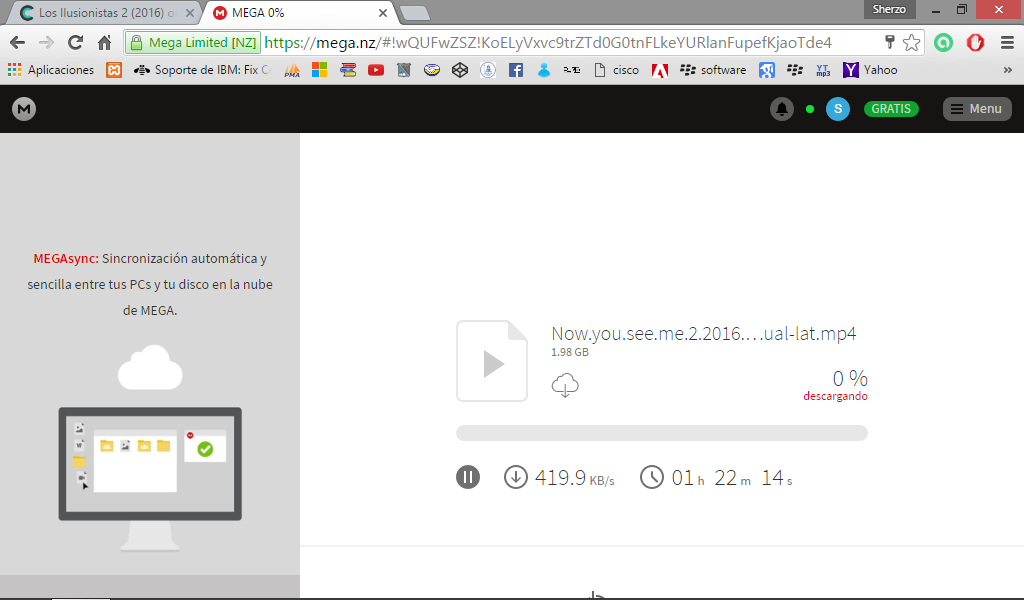 Los Ilusionistas 2 (2016) o
MEGA 0%
Sherzo
Mega Limited [NZ]
https://mega.nz/#!wQUFwZSZ!KoELyVxvc9trZTd0G0tnFLkeYURlanFupefKjaoTde4
Aplicaciones
Soporte de IBM: Fix C
PMA
cisco
software
YT
mp3
Yahoo
»
M
S
GRATIS
Menu
MEGAsync: Sincronización automática y
sencilla entre tus PCs y tu disco en la nube
de MEGA.
Now.you.see.me.2.2016.…ual-lat.mp4
1.98 GB
0 %
descargando
419.9 KB/s
01 h 22 m 14 s